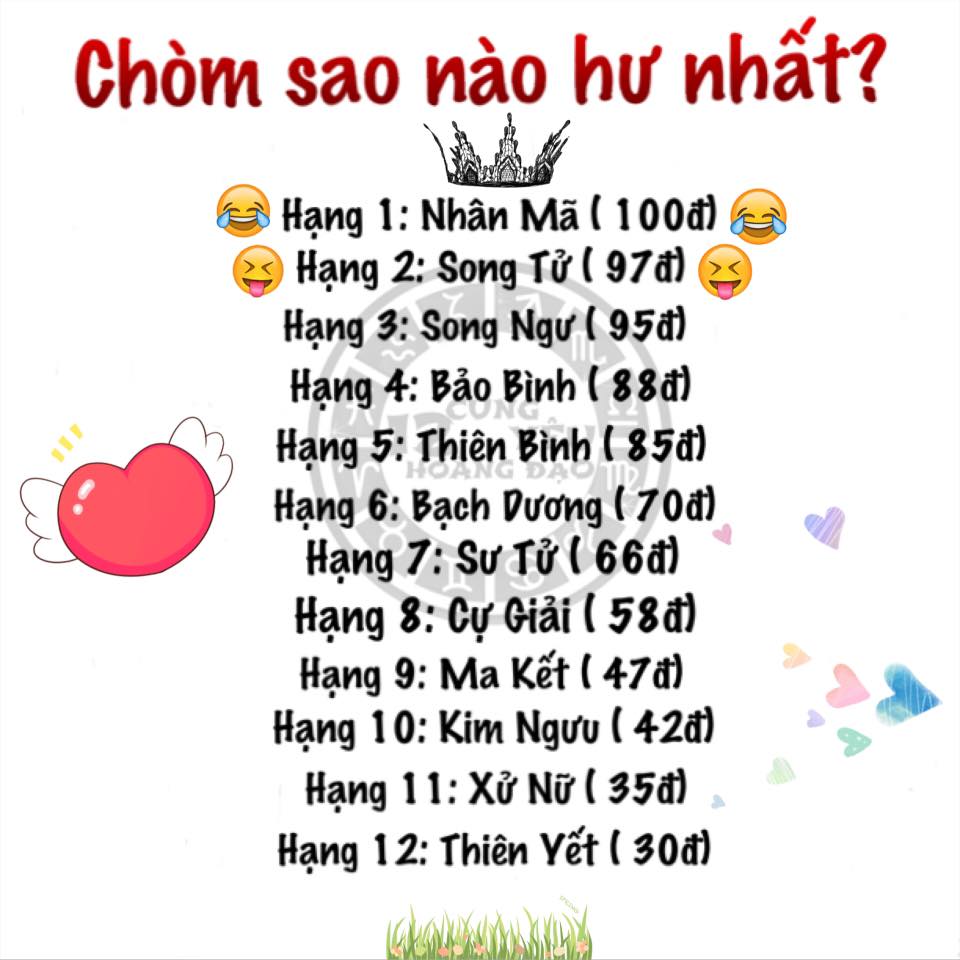 Chòm sao nào hư nhất?
Hạng 1: Nhân Mã ( 100đ)
Hạng 2: Song Tử ( 97đ)
Hạng 3: Song Ngư ( 95đ)
Hạng 4: Bảo Bình ( 88đ)
CUNG
Hạng 5: Thiên Bình ( 85đ)
HOÀNG ĐẠO
Hạng 6: Bạch Dương ( 70đ)
Hạng 7: Sư Tử ( 66đ)
Hạng 8: Cự Giải ( 58đ)
Hạng 9: Ma Kết ( 47đ)
Hạng 10: Kim Ngưu ( 42đ)
Hạng 11: Xử Nữ ( 35đ)
Hạng 12: Thiên Yết ( 30đ)